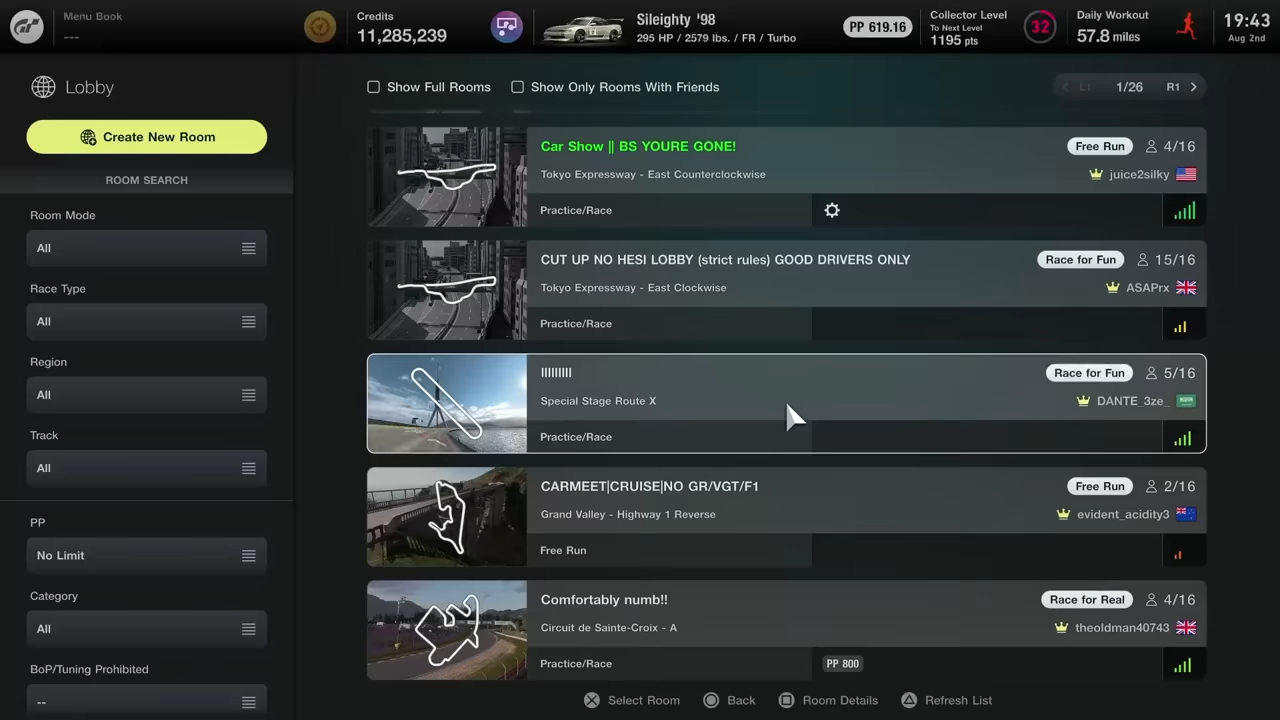 Menu Book
---
Credits
11,285,239
Sileighty '98
295 HP / 2579 lbs. / FR / Turbo
PP 619.16
Collector Level
To Next Level
1195 pts
32
Daily Workout
57.8 miles
19:43
Aug 2nd
Lobby
Create New Room
ROOM SEARCH
Room Mode
All
Race Type
All
Region
All
Track
All
PP
No Limit
Category
All
BoP/Tuning Prohibited
--
Show Full Rooms
Show Only Rooms With Friends
L1
1/26
R1
Car Show || BS YOURE GONE!
Free Run
4/16
Tokyo Expressway - East Counterclockwise
juice2silky
Practice/Race
CUT UP NO HESI LOBBY (strict rules) GOOD DRIVERS ONLY
Race for Fun
15/16
Tokyo Expressway - East Clockwise
ASAPrx
Practice/Race
Race for Fun
5/16
Special Stage Route X
DANTE_3ze_
Practice/Race
CARMEET|CRUISE|NO GR/VGT/F1
Free Run
2/16
Grand Valley - Highway 1 Reverse
evident_acidity3
Free Run
Comfortably numb!!
Race for Real
4/16
Circuit de Sainte-Croix - A
theoldman40743
Practice/Race
PP 800
Select Room
Back
Room Details
Refresh List